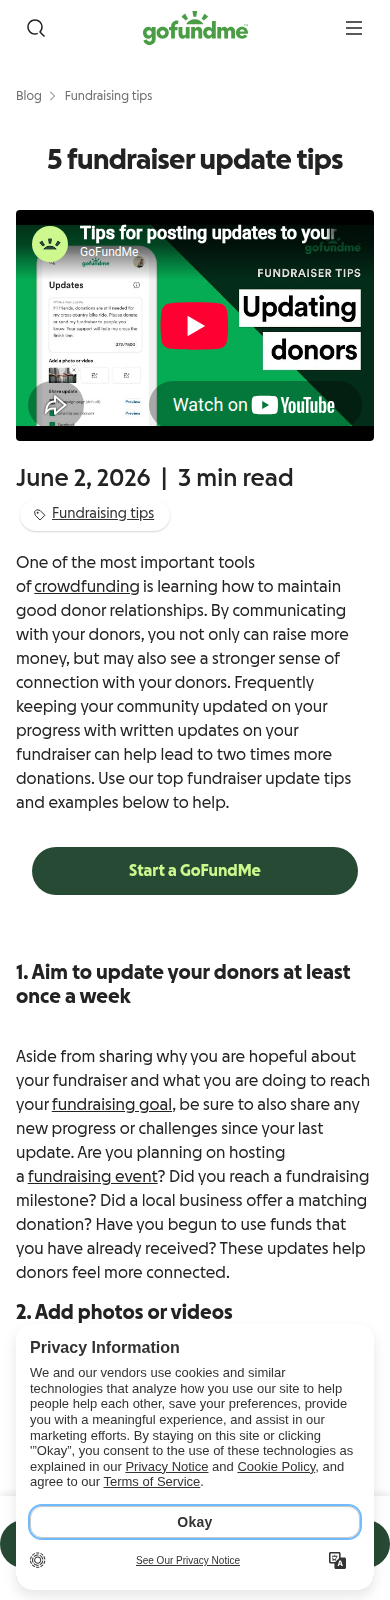 gofundme
Blog > Fundraising tips
5 fundraiser update tips
Tips for posting updates to your
GoFundMe
gofundme
Updates
FUNDRAISER TIPS
Updating
donors
273/7500
Add a photo or video
Share update
Preview
Preview
Watch on YouTube
June 2, 2026 | 3 min read
Fundraising tips
One of the most important tools
of crowdfunding is learning how to maintain
good donor relationships. By communicating
with your donors, you not only can raise more
money, but may also see a stronger sense of
connection with your donors. Frequently
keeping your community updated on your
progress with written updates on your
fundraiser can help lead to two times more
donations. Use our top fundraiser update tips
and examples below to help.
Start a GoFundMe
1. Aim to update your donors at least
once a week
Aside from sharing why you are hopeful about
your fundraiser and what you are doing to reach
your fundraising goal, be sure to also share any
new progress or challenges since your last
update. Are you planning on hosting
a fundraising event? Did you reach a fundraising
milestone? Did a local business offer a matching
donation? Have you begun to use funds that
you have already received? These updates help
donors feel more connected.
2. Add photos or videos
Privacy Information
We and our vendors use cookies and similar
technologies that analyze how you use our site to help
people help each other, save your preferences, provide
you with a meaningful experience, and assist in our
marketing efforts. By staying on this site or clicking
'"Okay", you consent to the use of these technologies as
explained in our Privacy Notice and Cookie Policy, and
agree to our Terms of Service.
Okay
See Our Privacy Notice